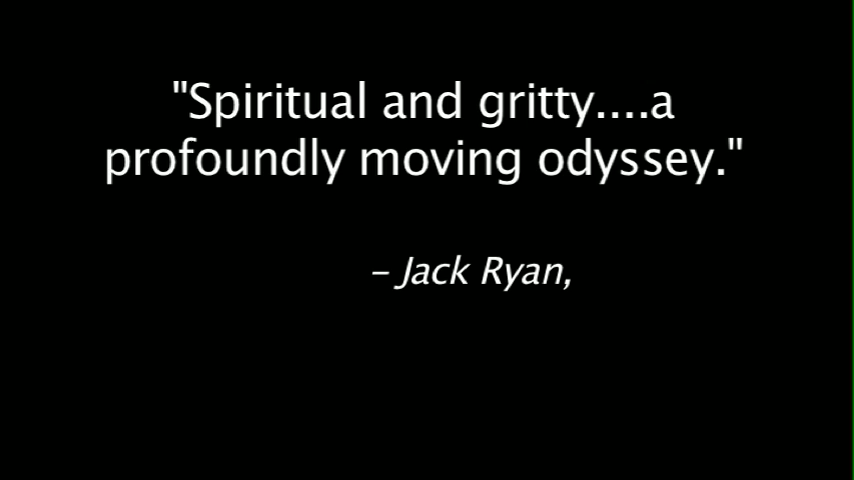 "Spiritual and gritty....a
profoundly moving odyssey."
– Jack Ryan,